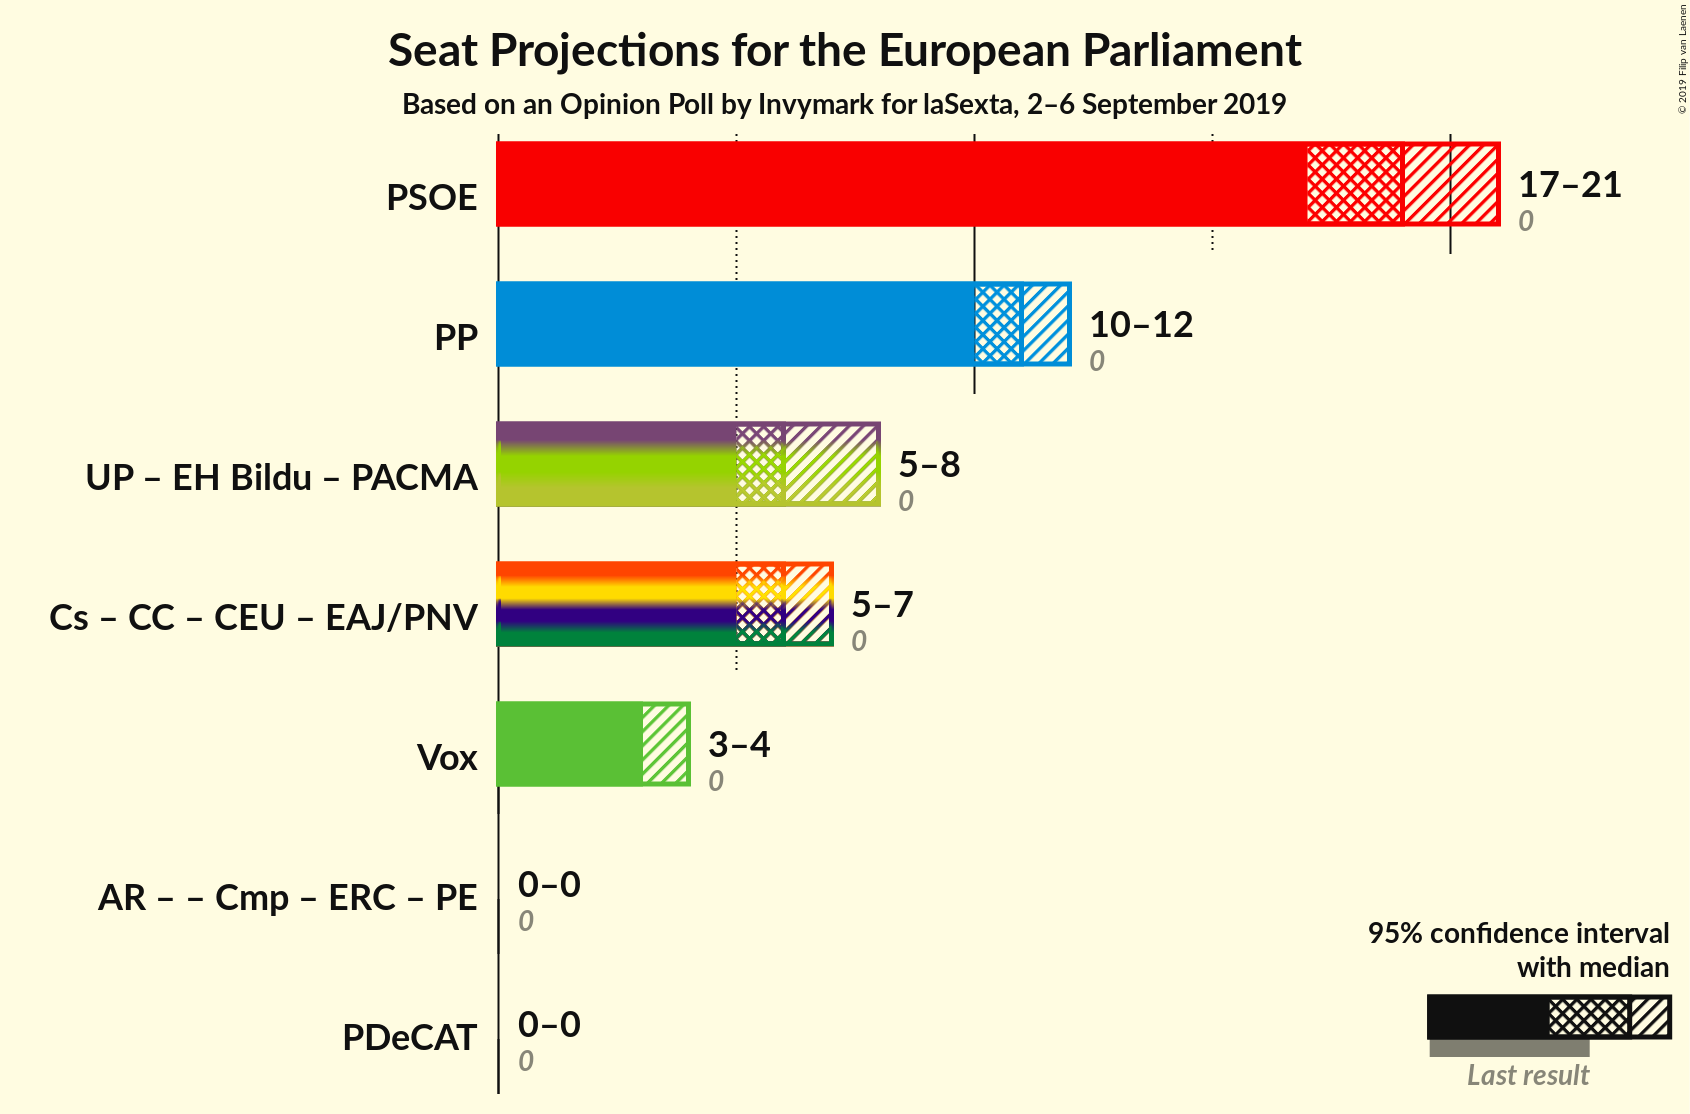 Seat Projections for the European Parliament
Based on an Opinion Poll by Invymark for laSexta, 2–6 September 2019
© 2019 Filip van Laenen
PSOE
17–21
0
PP
10–12
0
UP – EH Bildu – PACMA
5–8
0
Cs – CC – CEU – EAJ/PNV
5–7
0
Vox
3–4
0
AR – – Cmp – ERC – PE
0–0
0
PDeCAT
0–0
0
95% confidence interval
with median
Last result